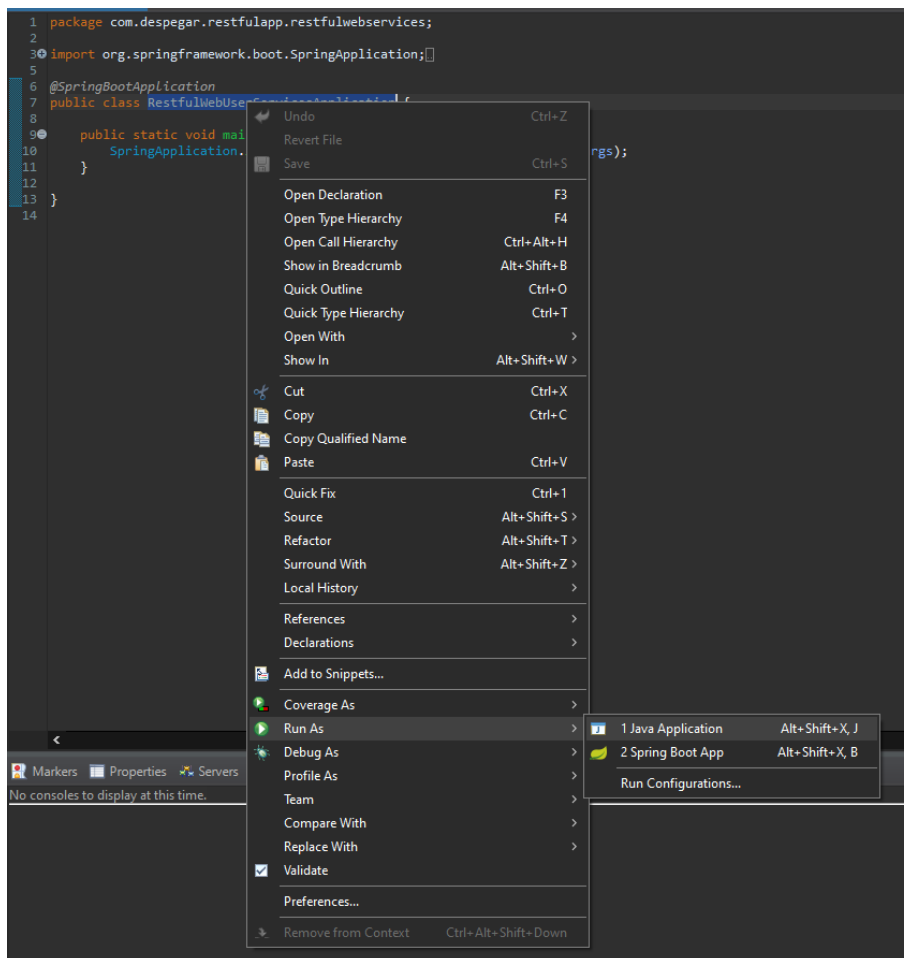 1 package com.despegar.restfulapp.restfulwebservices;
2
3 import org.springframework.boot.SpringApplication;
5
6 @SpringBootApplication
7 public class RestfulWebUserServicesApplication {
8
9 public static void mai
10 SpringApplication. rgs);
11 }
12
13 }
14
Undo Ctrl+Z
Revert File
Save Ctrl+S
Open Declaration F3
Open Type Hierarchy F4
Open Call Hierarchy Ctrl+Alt+H
Show in Breadcrumb Alt+Shift+B
Quick Outline Ctrl+O
Quick Type Hierarchy Ctrl+T
Open With >
Show In Alt+Shift+W >
Cut Ctrl+X
Copy Ctrl+C
Copy Qualified Name
Paste Ctrl+V
Quick Fix Ctrl+1
Source Alt+Shift+S >
Refactor Alt+Shift+T >
Surround With Alt+Shift+Z >
Local History >
References >
Declarations >
Add to Snippets...
Coverage As >
Run As >
1 Java Application Alt+Shift+X, J
Debug As >
2 Spring Boot App Alt+Shift+X, B
Profile As >
Run Configurations...
Team >
Compare With >
Replace With >
Validate
Preferences...
Remove from Context Ctrl+Alt+Shift+Down
Markers Properties Servers
No consoles to display at this time.